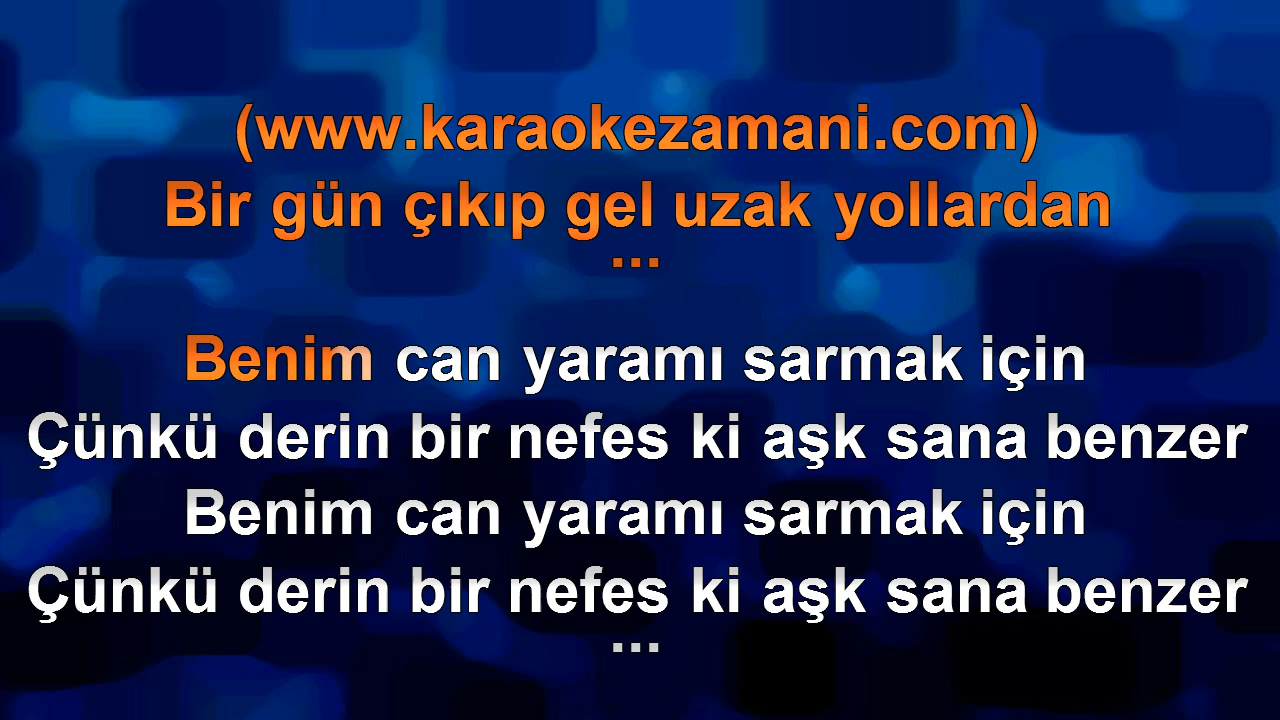 (www.karaokezamani.com)
Bir gün çıkıp gel uzak yollardan
...
Benim can yaramı sarmak için
Çünkü derin bir nefes ki aşk sana benzer
Benim can yaramı sarmak için
Çünkü derin bir nefes ki aşk sana benzer
...